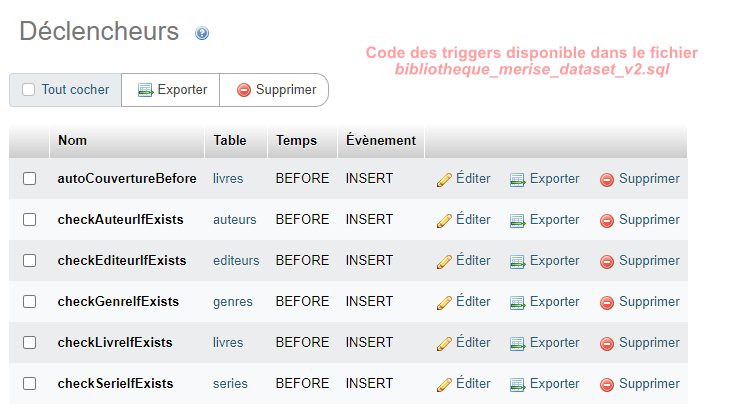 Déclencheurs
Code des triggers disponible dans le fichier
bibliotheque_merise_dataset_v2.sql
Tout cocher Exporter Supprimer
Nom Table Temps Évènement
autoCouvertureBefore livres BEFORE INSERT Éditer Exporter Supprimer
checkAuteurIfExists auteurs BEFORE INSERT Éditer Exporter Supprimer
checkEditeurIfExists editeurs BEFORE INSERT Éditer Exporter Supprimer
checkGenreIfExists genres BEFORE INSERT Éditer Exporter Supprimer
checkLivreIfExists livres BEFORE INSERT Éditer Exporter Supprimer
checkSerieIfExists series BEFORE INSERT Éditer Exporter Supprimer